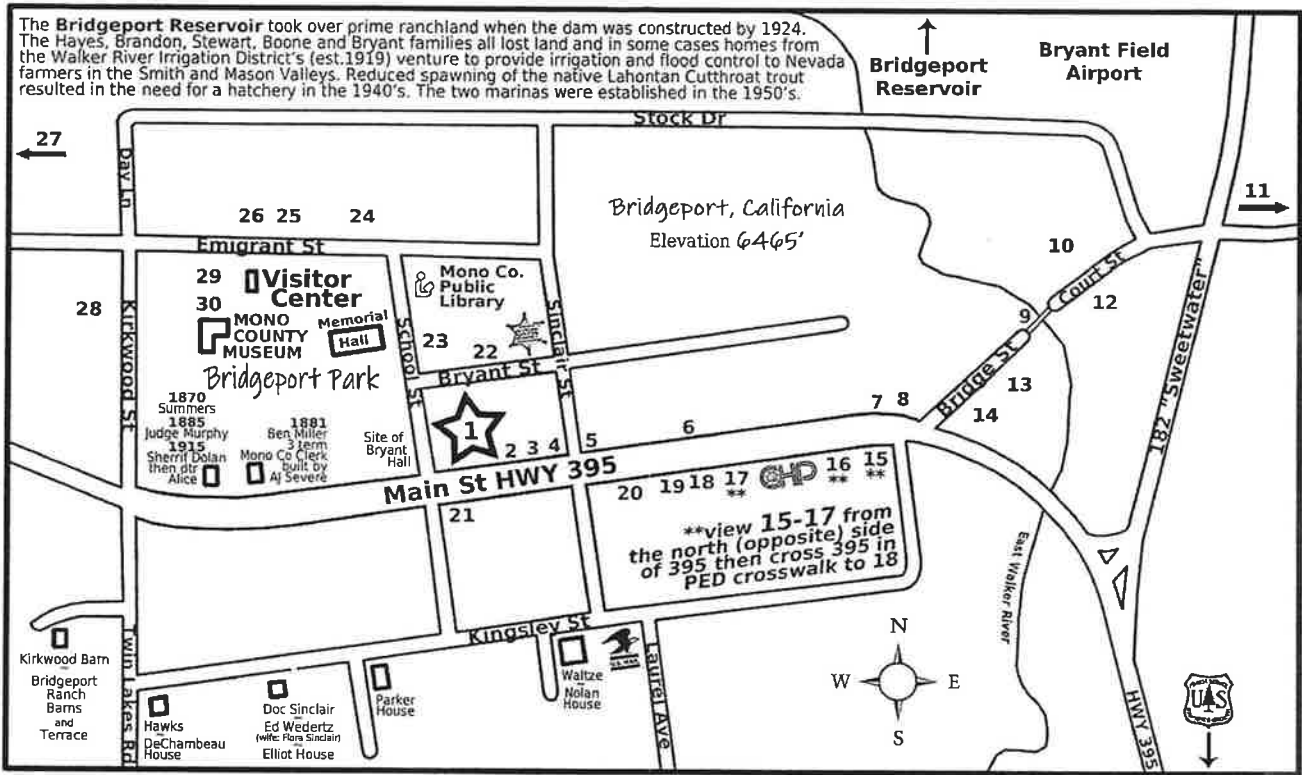 The Bridgeport Reservoir took over prime ranchland when the dam was constructed by 1924.
The Hayes, Brandon, Stewart, Boone and Bryant families all lost land and in some cases homes from
the Walker River Irrigation District's (est.1919) venture to provide irrigation and flood control to Nevada
farmers in the Smith and Mason Valleys. Reduced spawning of the native Lahontan Cutthroat trout
resulted in the need for a hatchery in the 1940's. The two marinas were established in the 1950's.
Bridgeport
Reservoir
Bryant Field
Airport
Stock Dr
27
Day Ln
11
26 25 24
Emigrant St
Bridgeport, California
Elevation 6465'
10
Court St
12
9
29
30
Visitor
Center
Mono Co.
Public
Library
28
Kirkwood St
MONO
COUNTY
MUSEUM
Memorial
Hall
School St
23
22
Sinclair St
Bryant St
Bridgeport Park
Bridge St
13
14
182 "Sweetwater"
1870
Summers
1885
Judge Murphy
1915
Sherrif Dolan
then dtr
Alice
1881
Ben Miller
3 term
Mono Co Clerk
built by
AJ Severe
Site of
Bryant
Hall
1
2 3 4 5
6
7 8
Main St HWY 395
21
20 19 18 17 CHP 16 15
** ** **
**view 15-17 from
the north (opposite) side
of 395 then cross 395 in
PED crosswalk to 18
East Walker River
Kingsley St
Twin Lakes Rd
Kirkwood Barn
~
Bridgeport
Ranch
Barns
and
Terrace
Hawks
~
DeChambeau
House
Doc Sinclair
~
Ed Wedertz
(wife: Flora Sinclair)
~
Elliot House
Parker
House
Waltze
~
Nolan
House
U.S. MAIL
Laurel Ave
N
W E
S
HWY 395
US